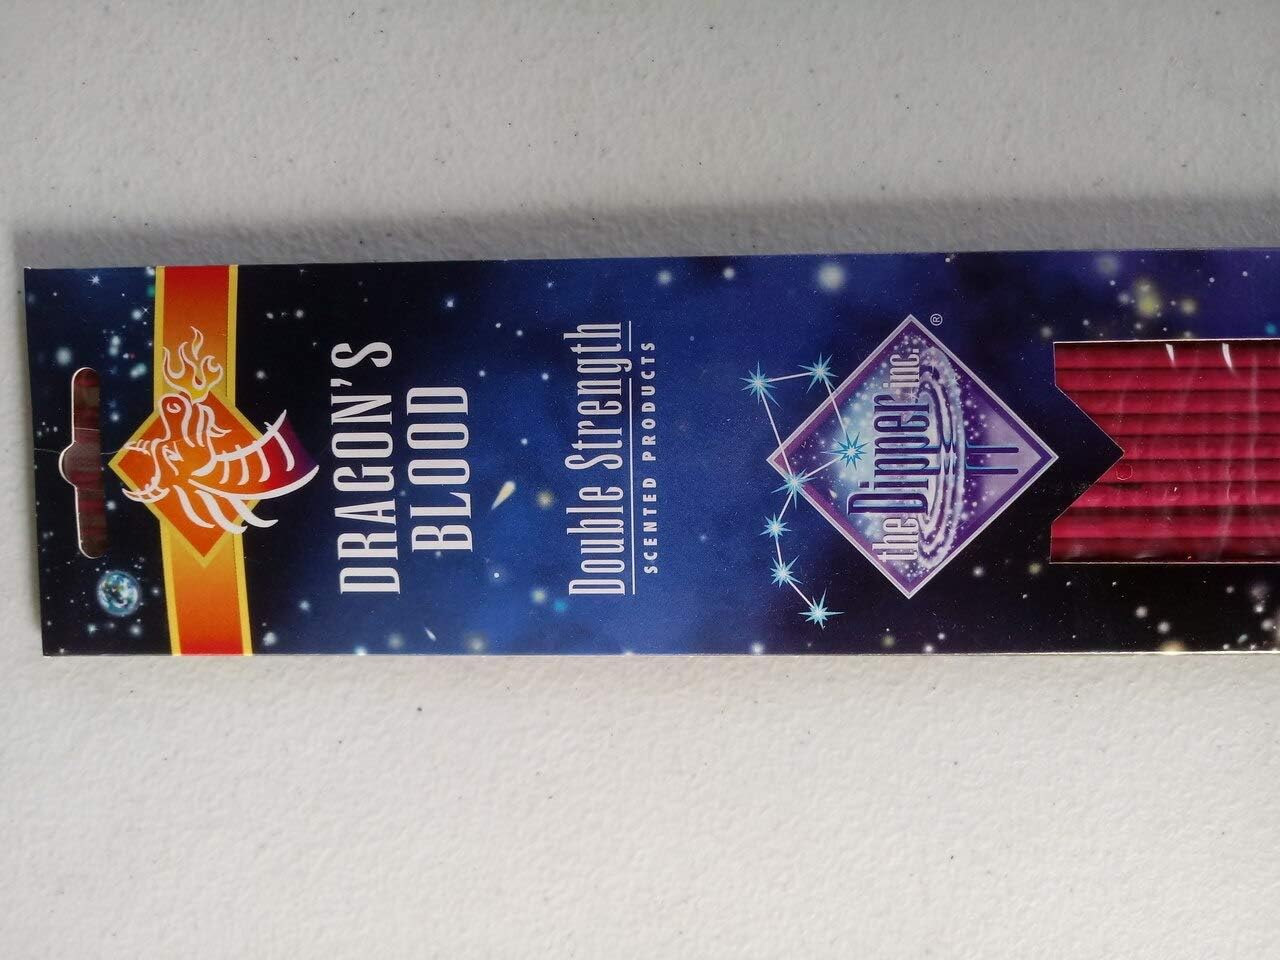 DRAGON'S
BLOOD
Double Strength
SCENTED PRODUCTS
the Dipper inc.®